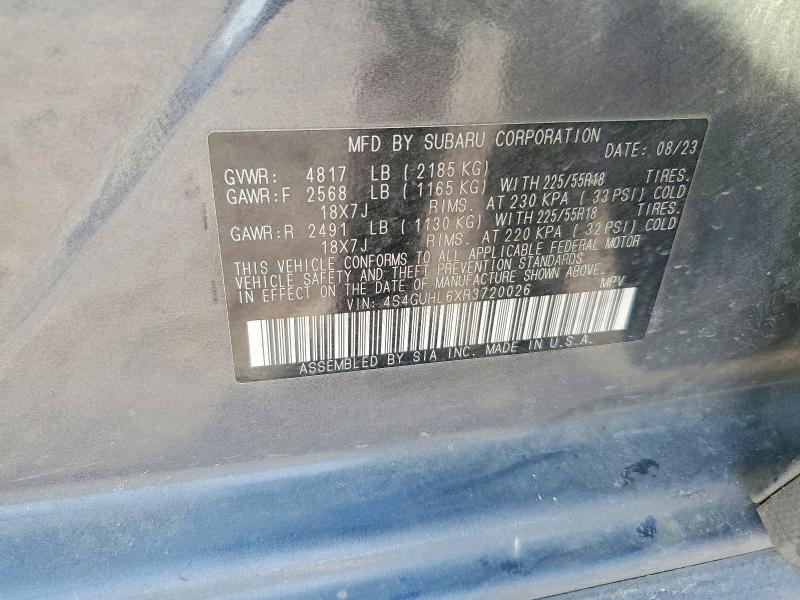 MFD BY SUBARU CORPORATION DATE: 08/23
GVWR: 4817 LB ( 2185 KG)
GAWR:F 2568 LB ( 1165 KG) WITH 225/55R18 TIRES.
18X7J RIMS. AT 230 KPA ( 33 PSI) COLD
GAWR:R 2491 LB ( 1130 KG) WITH 225/55R18 TIRES.
18X7J RIMS. AT 220 KPA ( 32 PSI) COLD
THIS VEHICLE CONFORMS TO ALL APPLICABLE FEDERAL MOTOR
VEHICLE SAFETY AND THEFT PREVENTION STANDARDS
IN EFFECT ON THE DATE OF MANUFACTURE SHOWN ABOVE.
VIN: 4S4GUHL6XR3720026 MPV
ASSEMBLED BY SIA INC. MADE IN U.S.A.